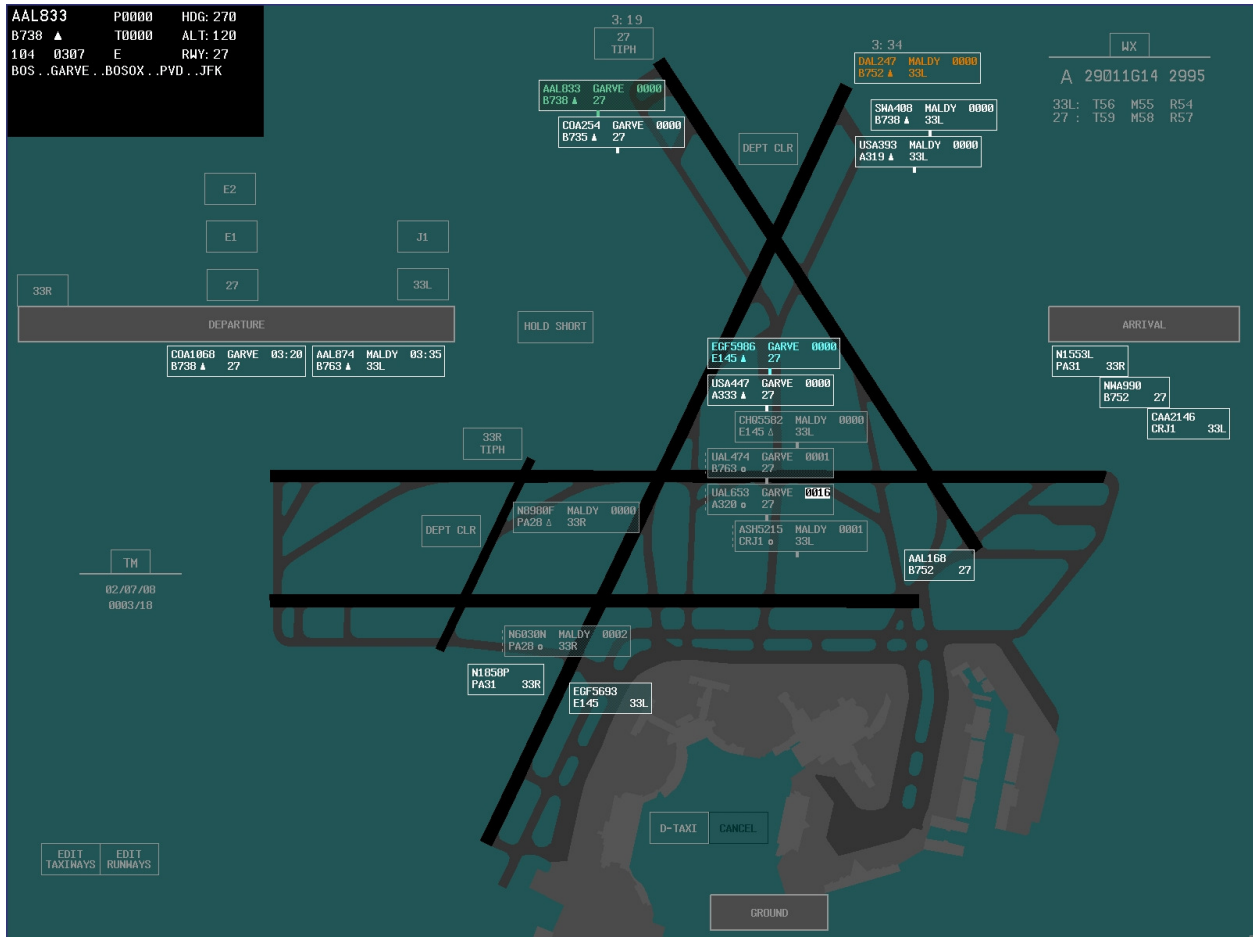 AAL833 P0000 HDG: 270
B738 ▲ T0000 ALT: 120
104 0307 E RWY: 27
BOS..GARVE..BOSOX..PVD..JFK
3:19
27
TIPH
3:34
DAL247 MALDY 0000
B752 ▲ 33L
AAL833 GARVE 0000
B738 ▲ 27
SWA408 MALDY 0000
B738 ▲ 33L
COA254 GARVE 0000
B735 ▲ 27
USA393 MALDY 0000
A319 ▲ 33L
DEPT CLR
WX
A 29011G14 2995
33L: T56 M55 R54
27 : T59 M58 R57
E2
E1
J1
27
33L
33R
DEPARTURE
COA1068 GARVE 03:20
B738 ▲ 27
AAL874 MALDY 03:35
B763 ▲ 33L
HOLD SHORT
ARRIVAL
N1553L
PA31 33R
NWA990
B752 27
CAA2146
CRJ1 33L
EGF5986 GARVE 0000
E145 ▲ 27
USA447 GARVE 0000
A333 ▲ 27
CHQ5582 MALDY 0000
E145 △ 33L
UAL474 GARVE 0001
B763 o 27
UAL653 GARVE 0016
A320 o 27
ASH5215 MALDY 0001
CRJ1 o 33L
33R
TIPH
N8980F MALDY 0000
PA28 △ 33R
DEPT CLR
AAL168
B752 27
TM
02/07/08
0003/18
N6030N MALDY 0002
PA28 o 33R
N1858P
PA31 33R
EGF5693
E145 33L
D-TAXI
CANCEL
EDIT
TAXIWAYS
EDIT
RUNWAYS
GROUND